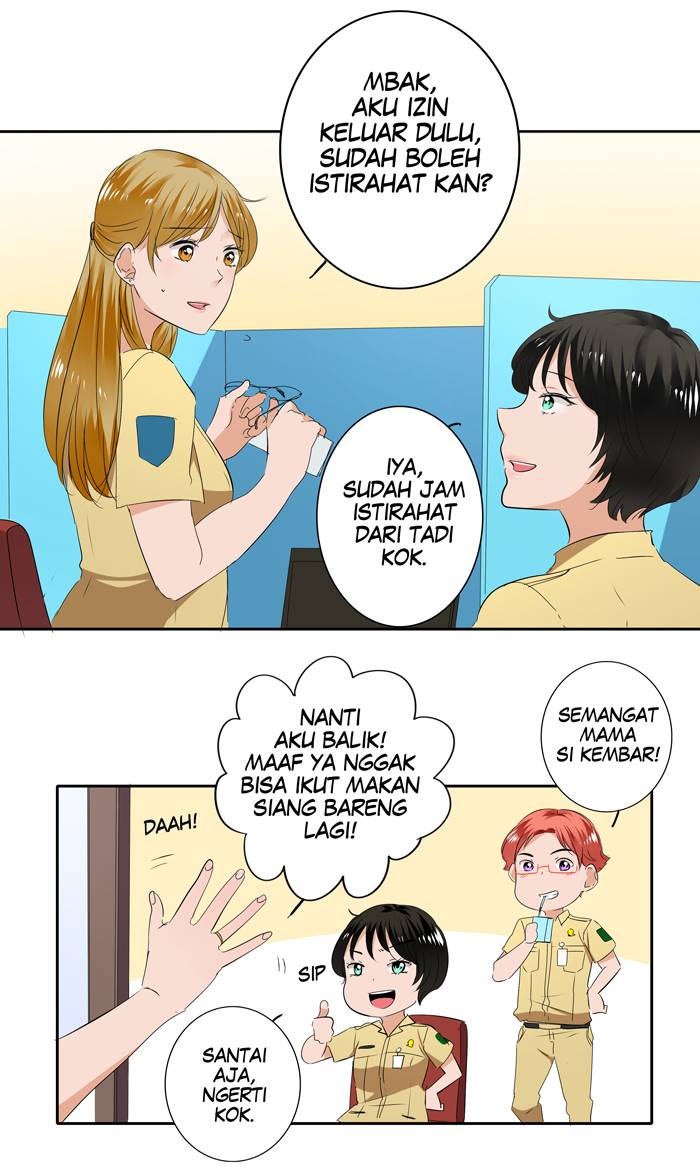 MBAK,
AKU IZIN
KELUAR DULU,
SUDAH BOLEH
ISTIRAHAT KAN?
IYA,
SUDAH JAM
ISTIRAHAT
DARI TADI
KOK.
NANTI
AKU BALIK!
MAAF YA NGGAK
BISA IKUT MAKAN
SIANG BARENG
LAGI!
SEMANGAT
MAMA
SI KEMBAR!
DAAH!
SIP
SANTAI
AJA,
NGERTI
KOK.